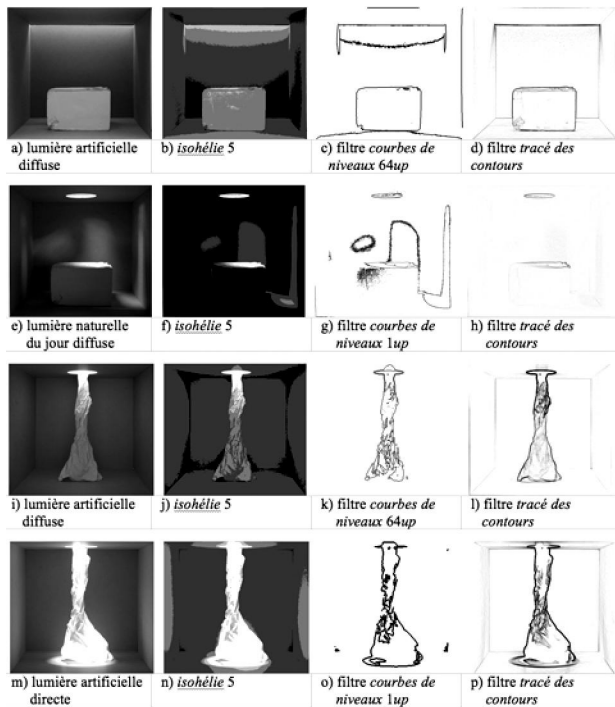 a) lumière artificielle
diffuse
b) isohélie 5
c) filtre courbes de
niveaux 64up
d) filtre tracé des
contours
e) lumière naturelle
du jour diffuse
f) isohélie 5
g) filtre courbes de
niveaux 1up
h) filtre tracé des
contours
i) lumière artificielle
diffuse
j) isohélie 5
k) filtre courbes de
niveaux 64up
l) filtre tracé des
contours
m) lumière artificielle
directe
n) isohélie 5
o) filtre courbes de
niveaux 1up
p) filtre tracé des
contours